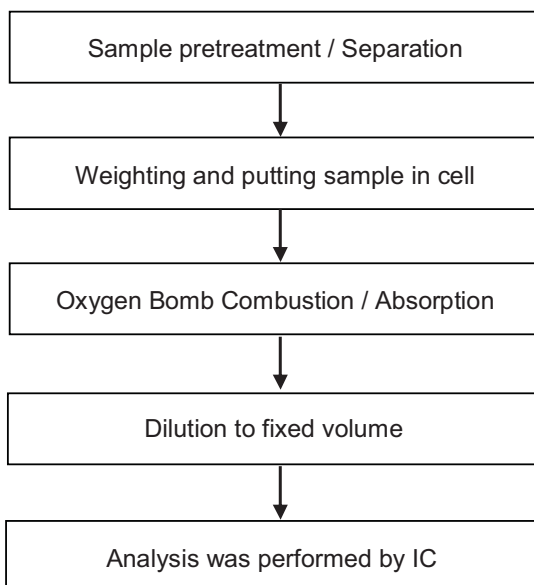 Sample pretreatment / Separation
Weighting and putting sample in cell
Oxygen Bomb Combustion / Absorption
Dilution to fixed volume
Analysis was performed by IC